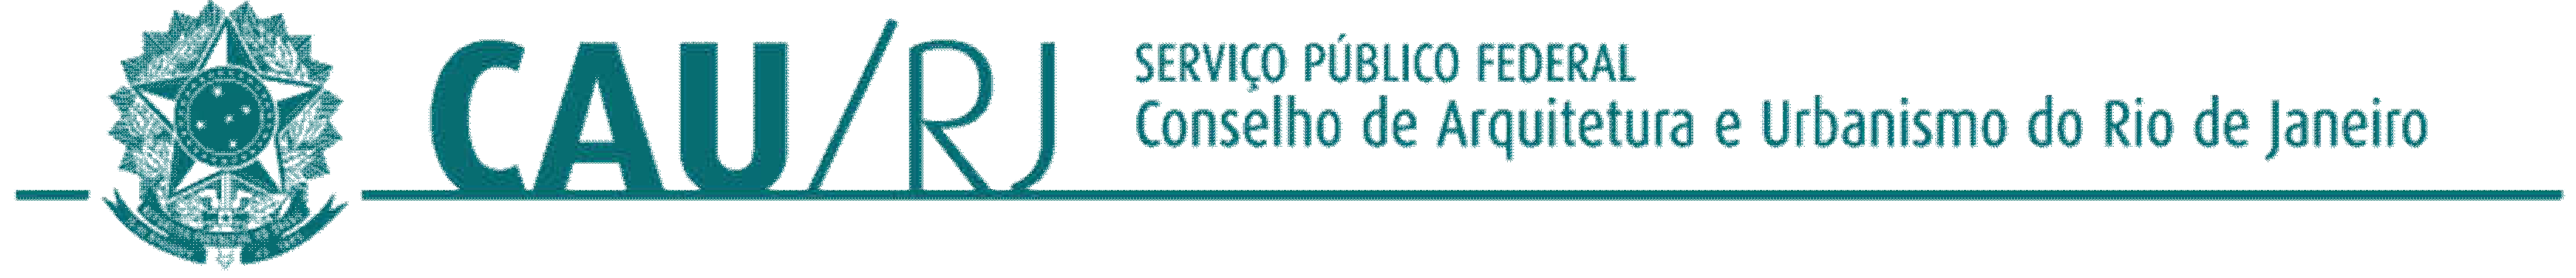 CAU/RJ
SERVIÇO PÚBLICO FEDERAL
Conselho de Arquitetura e Urbanismo do Rio de Janeiro